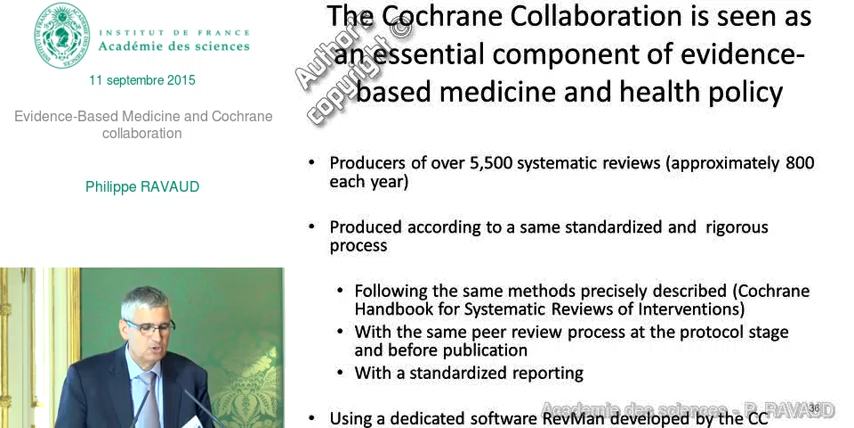 INSTITUT DE FRANCE
Académie des sciences
11 septembre 2015
Evidence-Based Medicine and Cochrane
collaboration
Philippe RAVAUD
The Cochrane Collaboration is seen as
an essential component of evidence-
based medicine and health policy
Author
copyright ©
• Producers of over 5,500 systematic reviews (approximately 800
each year)
• Produced according to a same standardized and rigorous
process
• Following the same methods precisely described (Cochrane
Handbook for Systematic Reviews of Interventions)
• With the same peer review process at the protocol stage
and before publication
• With a standardized reporting
• Using a dedicated software RevMan developed by the CC
Academie des sciences - P. RAVAUD
36